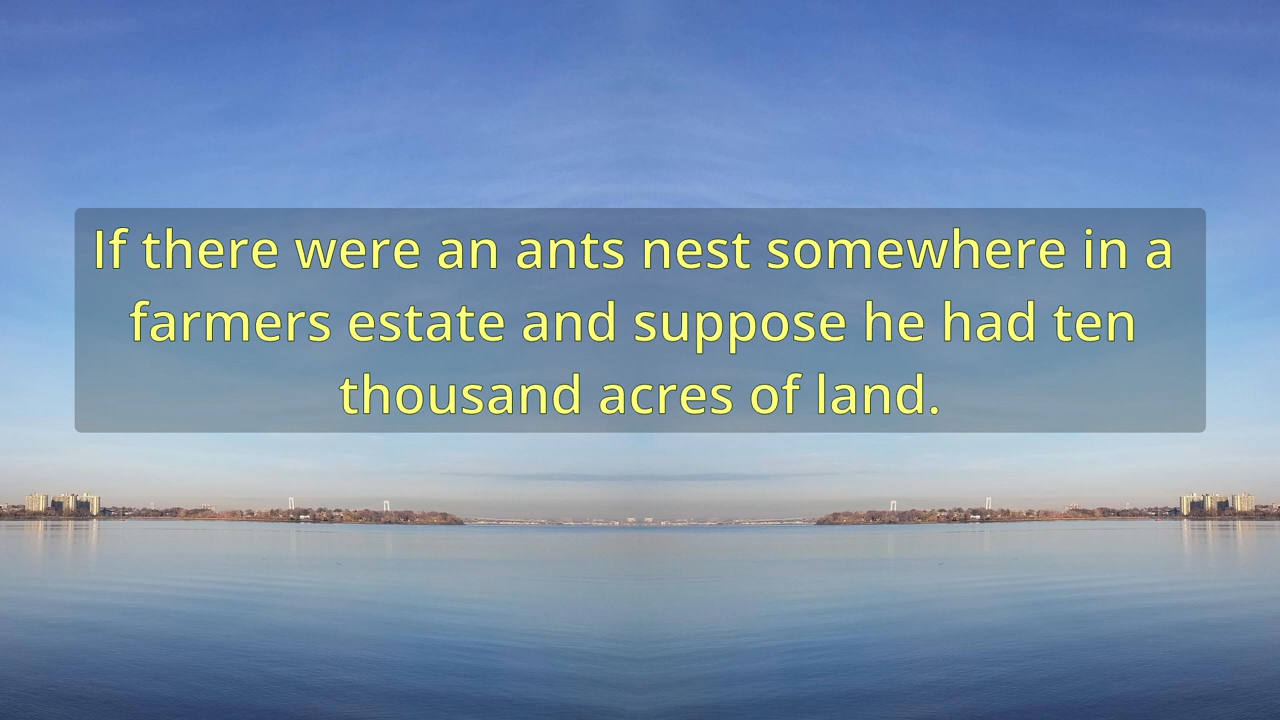 If there were an ants nest somewhere in a
farmers estate and suppose he had ten
thousand acres of land.